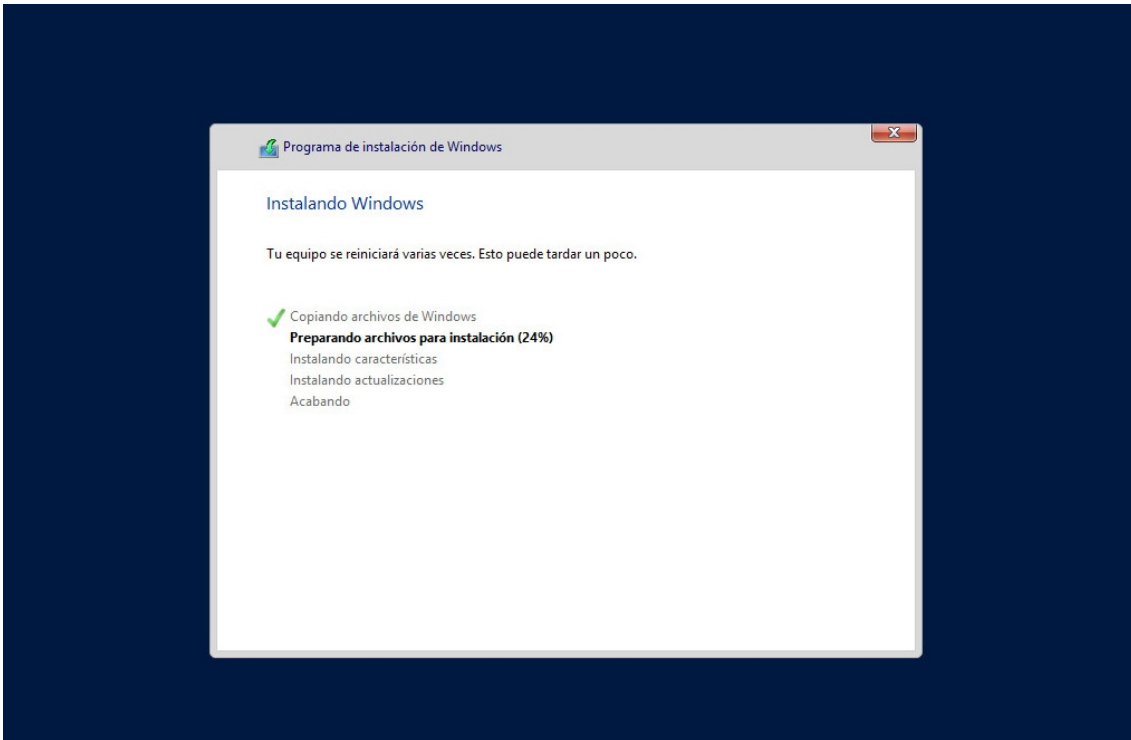 Programa de instalación de Windows
Instalando Windows
Tu equipo se reiniciará varias veces. Esto puede tardar un poco.
Copiando archivos de Windows
Preparando archivos para instalación (24%)
Instalando características
Instalando actualizaciones
Acabando